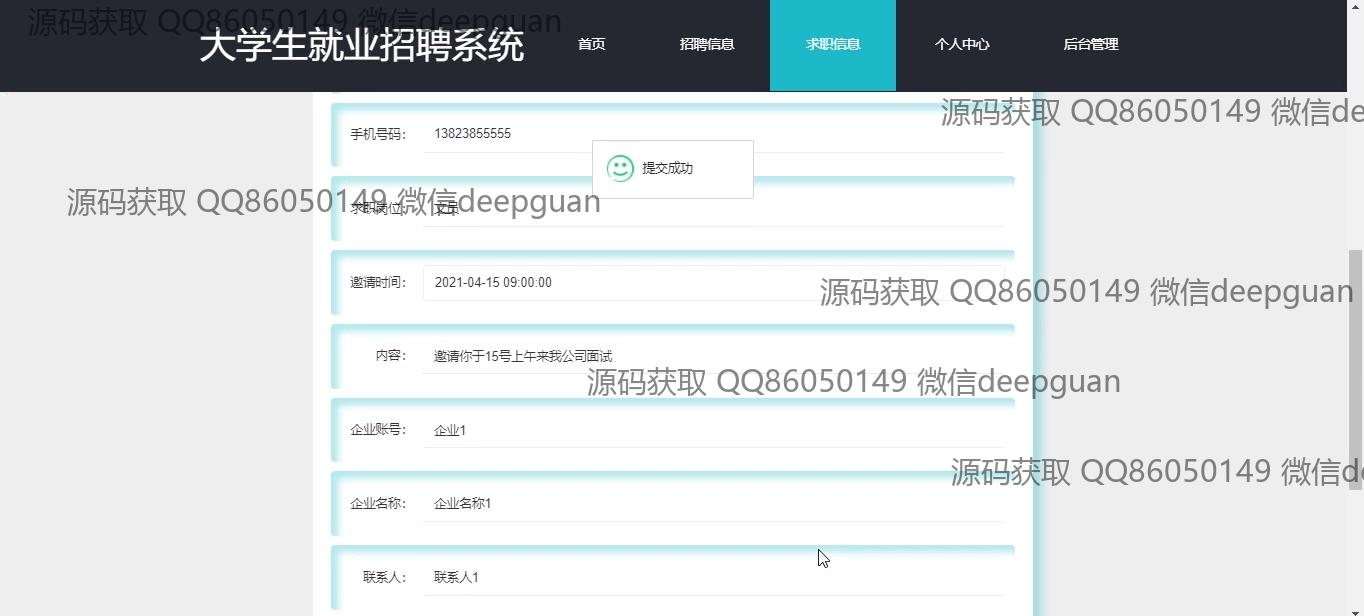 源码获取 QQ86050149 微信deepguan
大学生就业招聘系统
首页
招聘信息
求职信息
个人中心
后台管理
源码获取 QQ86050149 微信de
手机号码: 13823855555
提交成功
源码获取 QQ86050149 微信deepguan
求职岗位: 文员
邀请时间: 2021-04-15 09:00:00
源码获取 QQ86050149 微信deepguan
内容: 邀请你于15号上午来我公司面试
源码获取 QQ86050149 微信deepguan
企业账号: 企业1
源码获取 QQ86050149 微信de
企业名称: 企业名称1
联系人: 联系人1